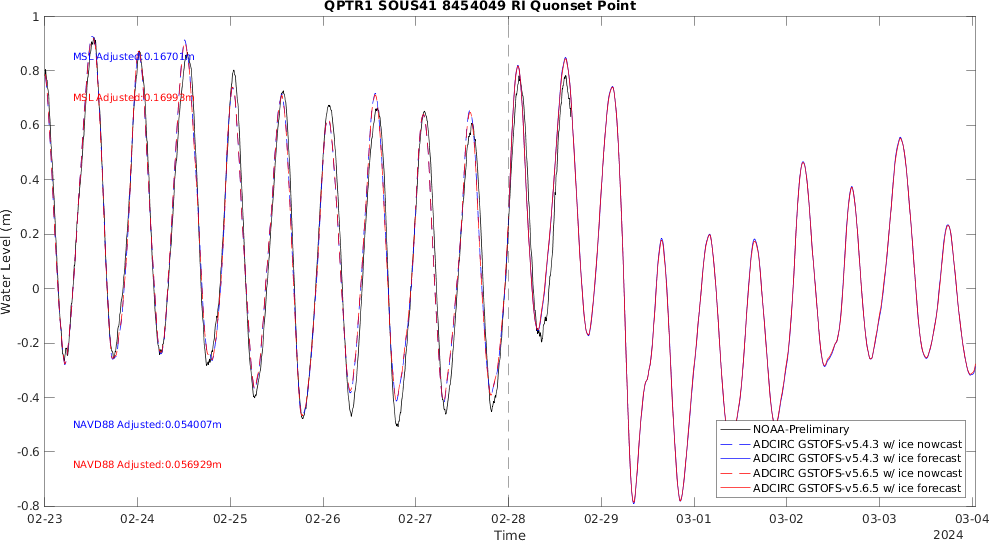 QPTR1 SOUS41 8454049 RI Quonset Point
1
0.8
0.6
0.4
0.2
0
-0.2
-0.4
-0.6
-0.8
Water Level (m)
MSL Adjusted:0.16701m
MSL Adjusted:0.16993m
NAVD88 Adjusted:0.054007m
NAVD88 Adjusted:0.056929m
NOAA-Preliminary
ADCIRC GSTOFS-v5.4.3 w/ ice nowcast
ADCIRC GSTOFS-v5.4.3 w/ ice forecast
ADCIRC GSTOFS-v5.6.5 w/ ice nowcast
ADCIRC GSTOFS-v5.6.5 w/ ice forecast
02-23 02-24 02-25 02-26 02-27 02-28 02-29 03-01 03-02 03-03 03-04
Time
2024